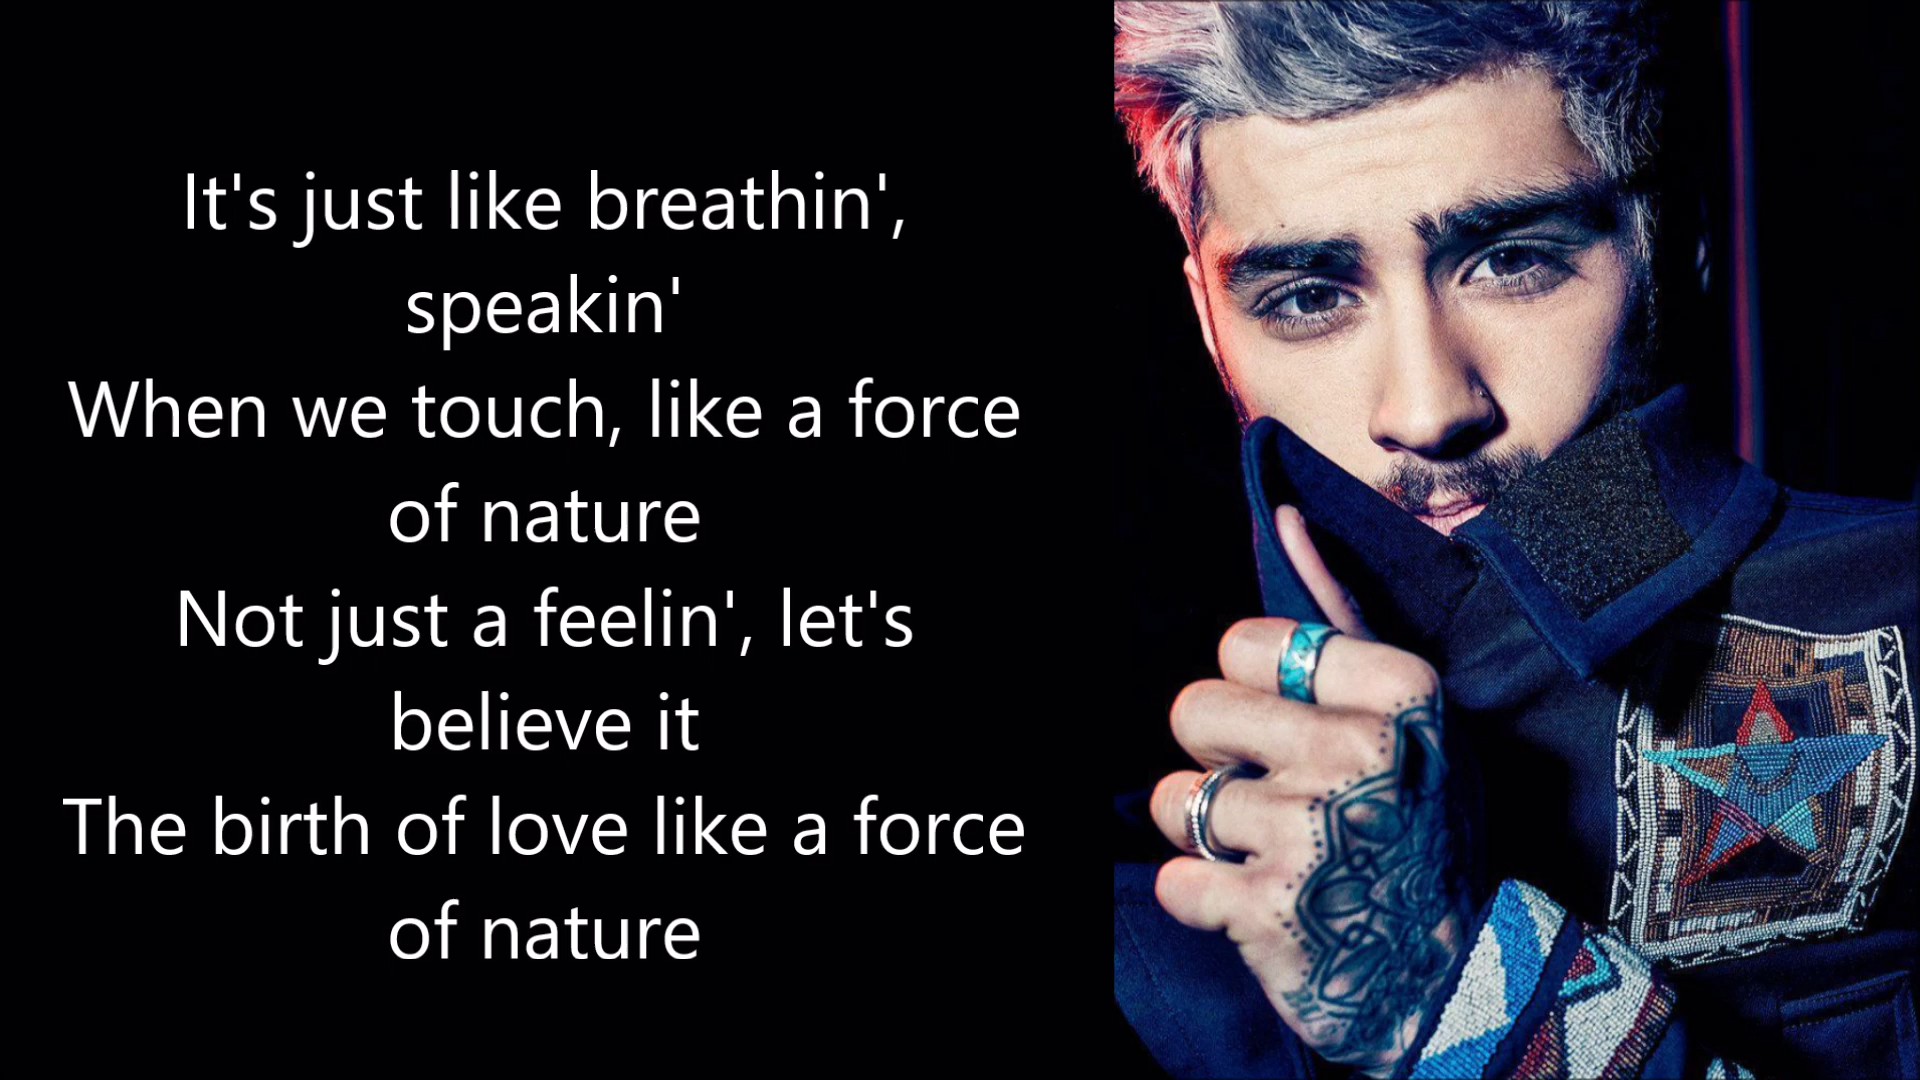 It's just like breathin',
speakin'
When we touch, like a force
of nature
Not just a feelin', let's
believe it
The birth of love like a force
of nature